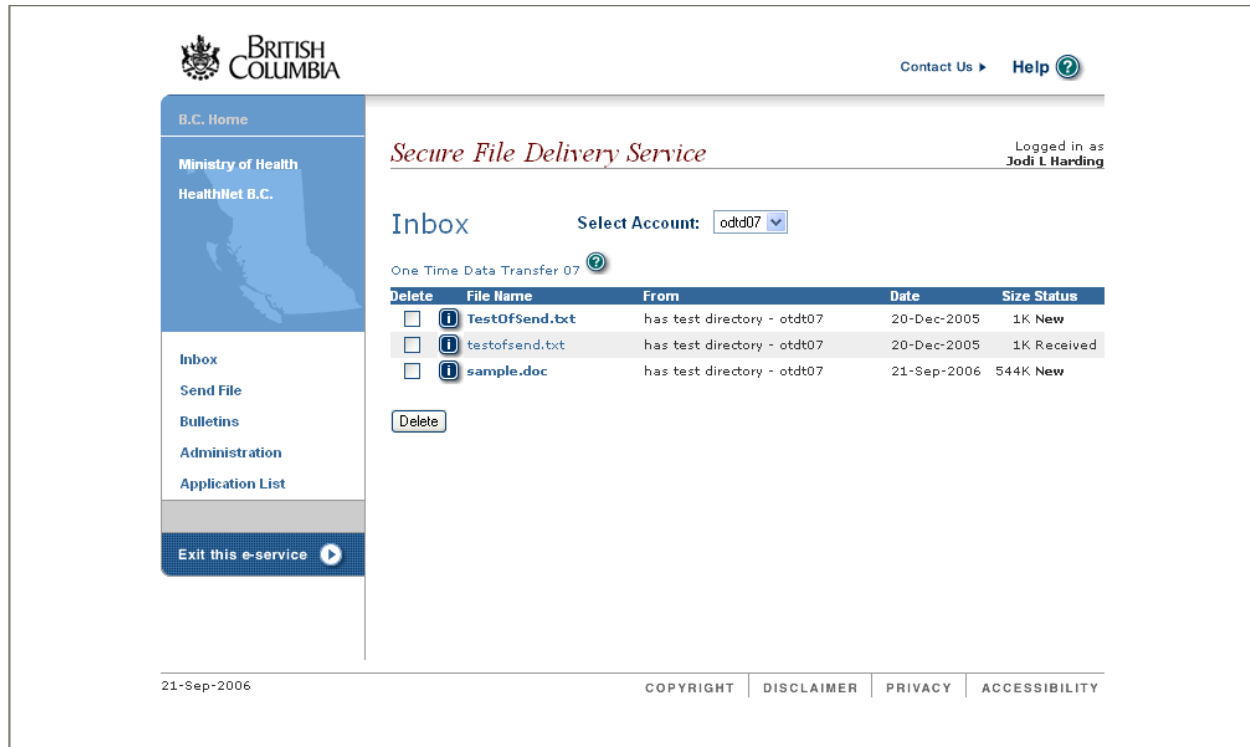 BRITISH
COLUMBIA
Contact Us
Help ?
B.C. Home
Ministry of Health
HealthNet B.C.
Secure File Delivery Service
Logged in as
Jodi L Harding
Inbox
Select Account: odtd07
One Time Data Transfer 07 ?
Delete File Name From Date Size Status
i TestOfSend.txt has test directory - otdt07 20-Dec-2005 1K New
i testofsend.txt has test directory - otdt07 20-Dec-2005 1K Received
i sample.doc has test directory - otdt07 21-Sep-2006 544K New
Delete
Inbox
Send File
Bulletins
Administration
Application List
Exit this e-service
21-Sep-2006
COPYRIGHT DISCLAIMER PRIVACY ACCESSIBILITY